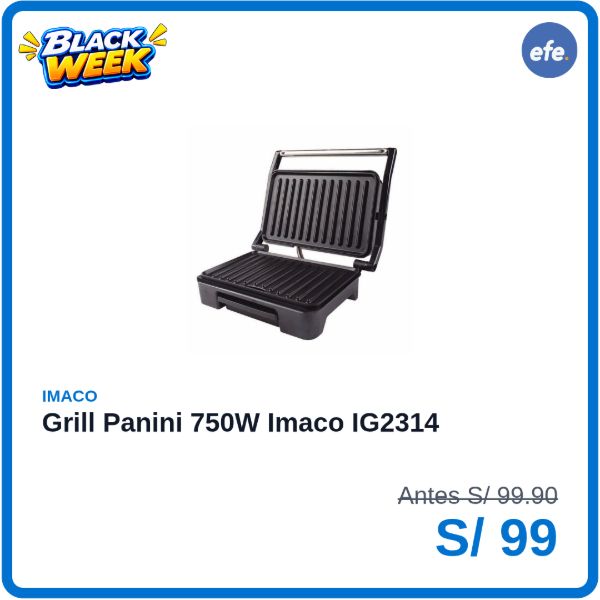 BLACK
WEEK
efe.
IMACO
Grill Panini 750W Imaco IG2314
Antes S/ 99.90
S/ 99